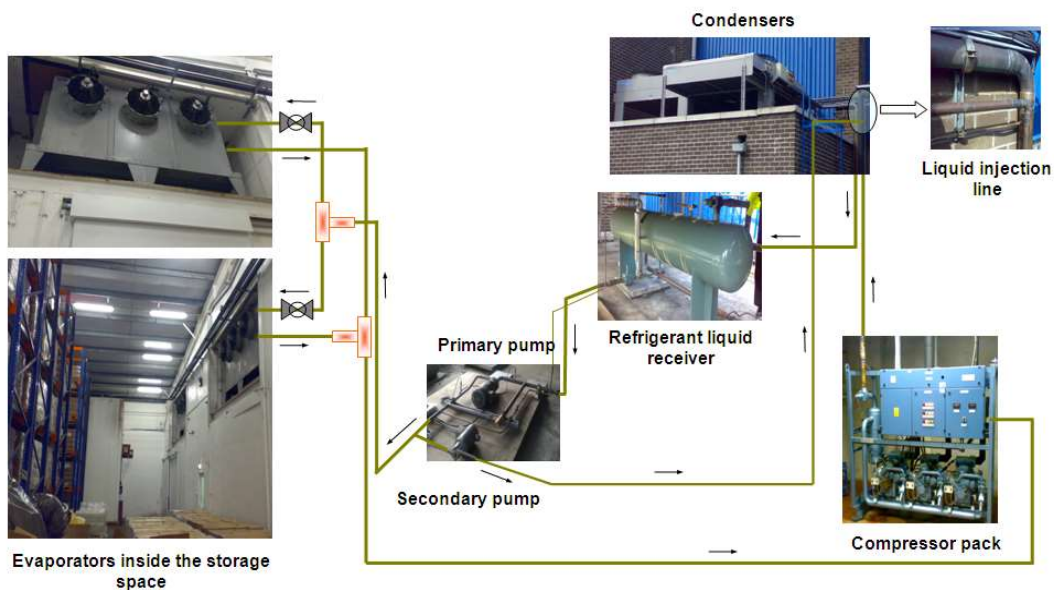 Condensers
Liquid injection
line
Primary pump
Refrigerant liquid
receiver
Secondary pump
Compressor pack
Evaporators inside the storage
space